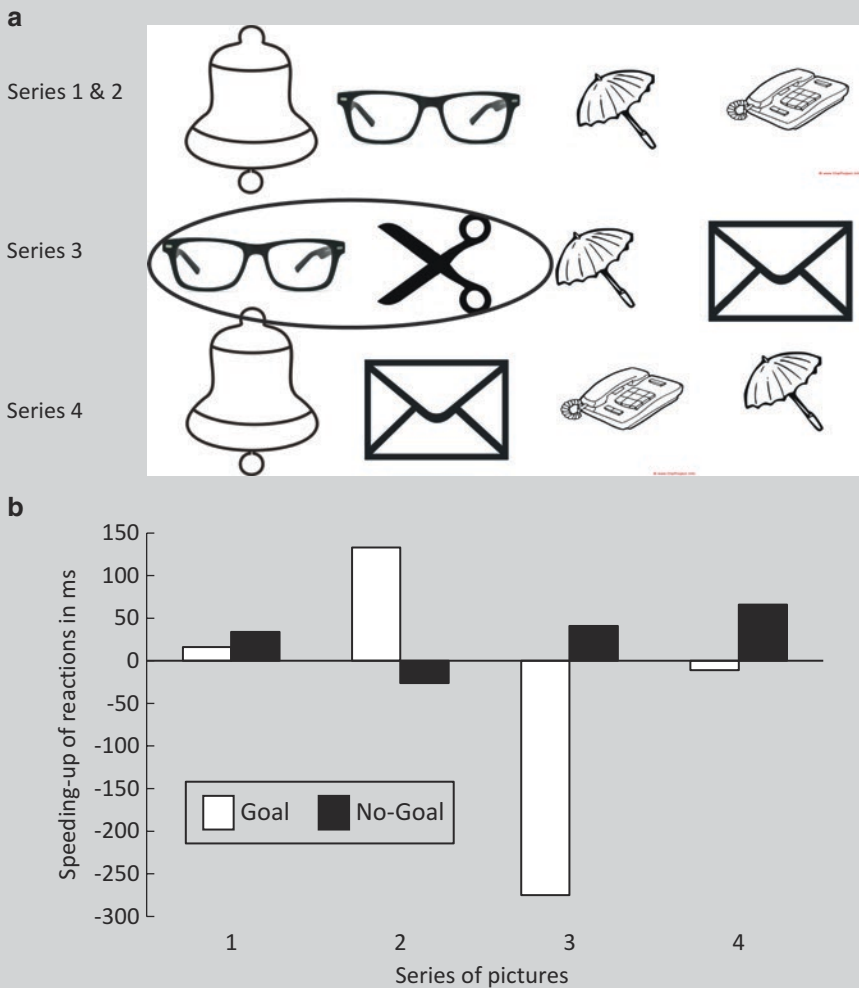 a
Series 1 & 2
Series 3
Series 4
b
Speeding-up of reactions in ms
150
100
50
0
-50
-100
-150
-200
-250
-300
Goal No-Goal
1 2 3 4
Series of pictures